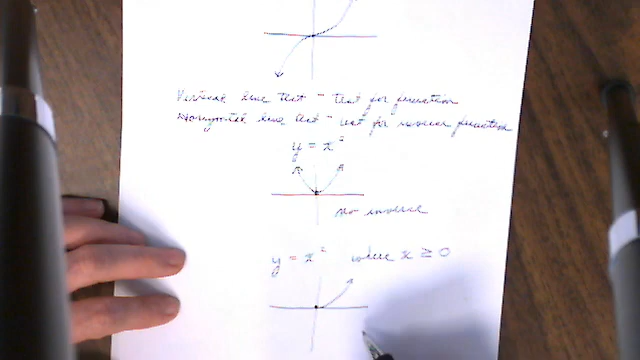 Vertical line test - test for function
Horizontal line test - test for inverse function
y = x²
no inverse
y = x² where x ≥ 0